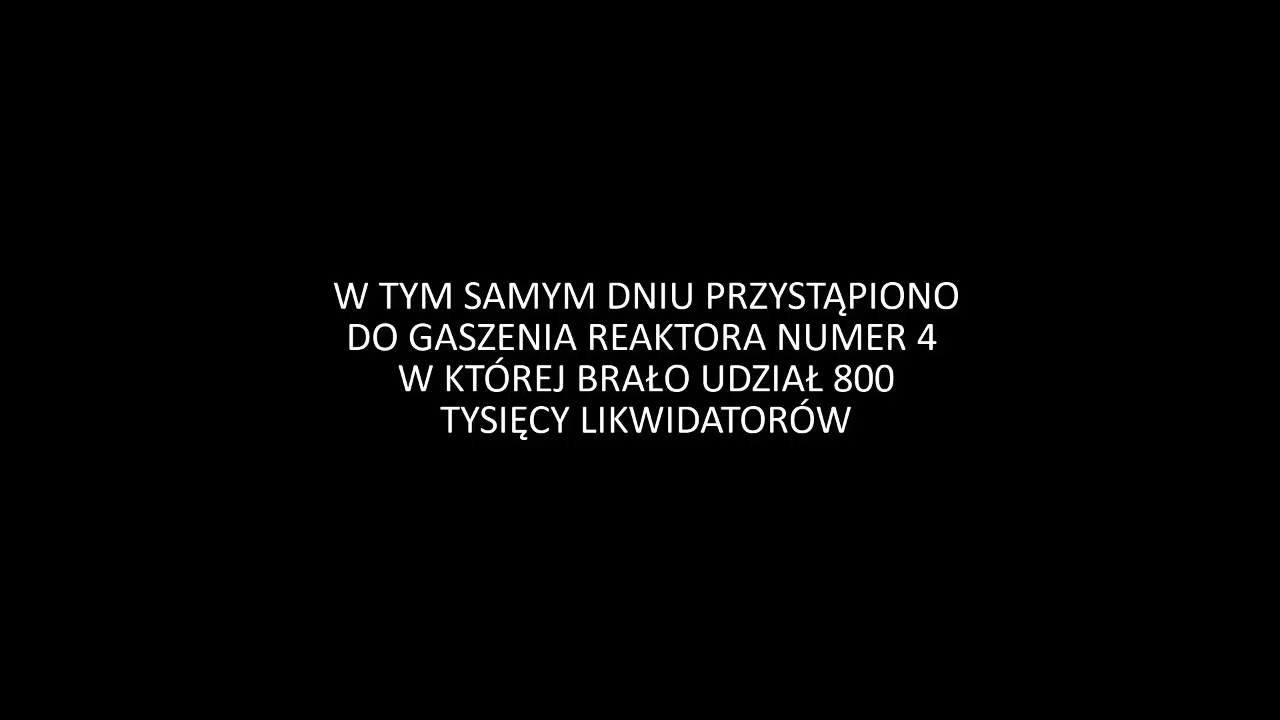 W TYM SAMYM DNIU PRZYSTĄPIONO
DO GASZENIA REAKTORA NUMER 4
W KTÓREJ BRAŁO UDZIAŁ 800
TYSIĘCY LIKWIDATORÓW